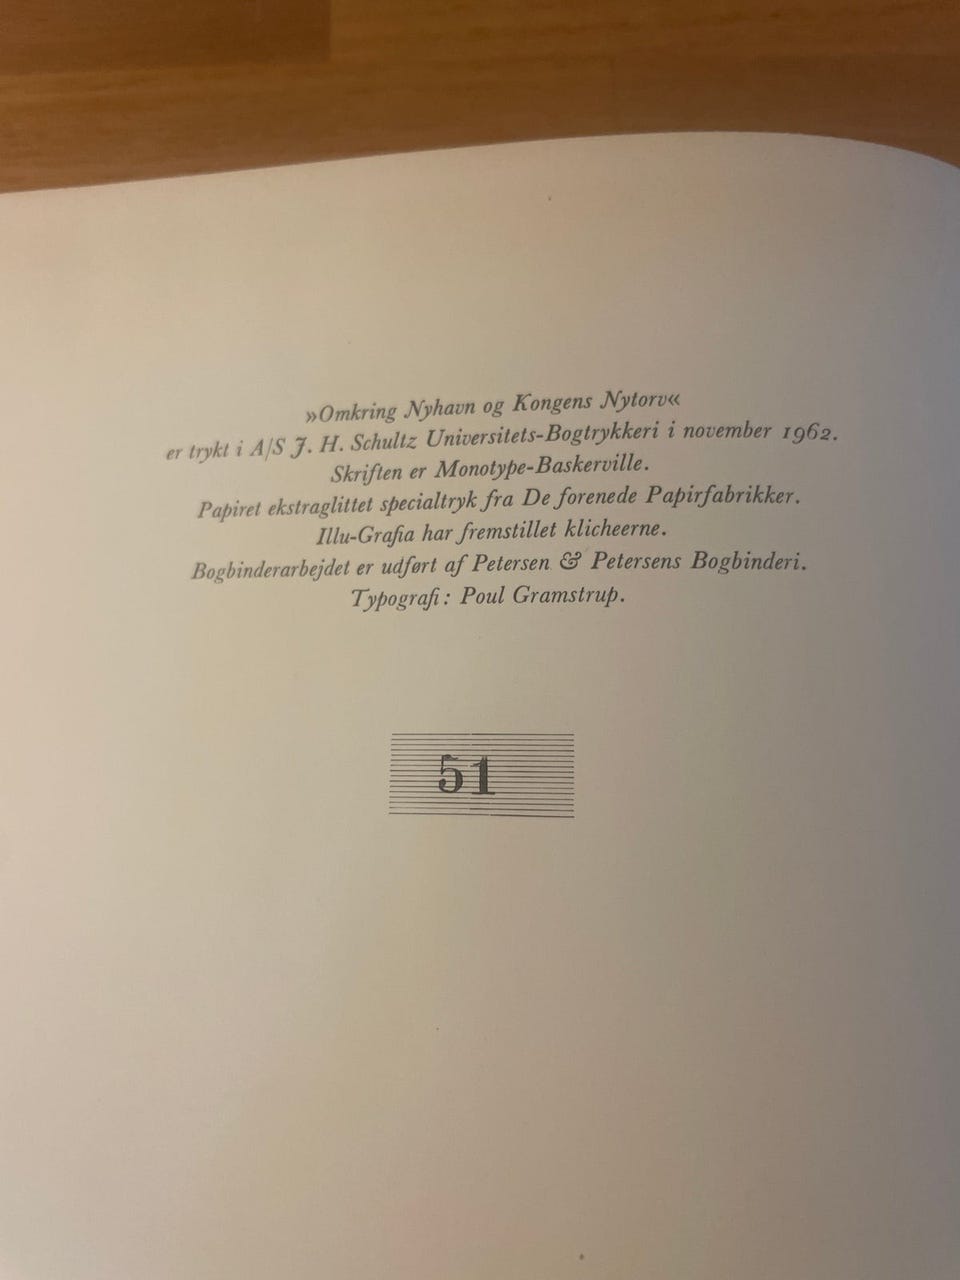 »Omkring Nyhavn og Kongens Nytorv«
er trykt i A/S J. H. Schultz Universitets-Bogtrykkeri i november 1962.
Skriften er Monotype-Baskerville.
Papiret ekstraglittet specialtryk fra De forenede Papirfabrikker.
Illu-Grafia har fremstillet klicheerne.
Bogbinderarbejdet er udført af Petersen & Petersens Bogbinderi.
Typografi: Poul Gramstrup.
51